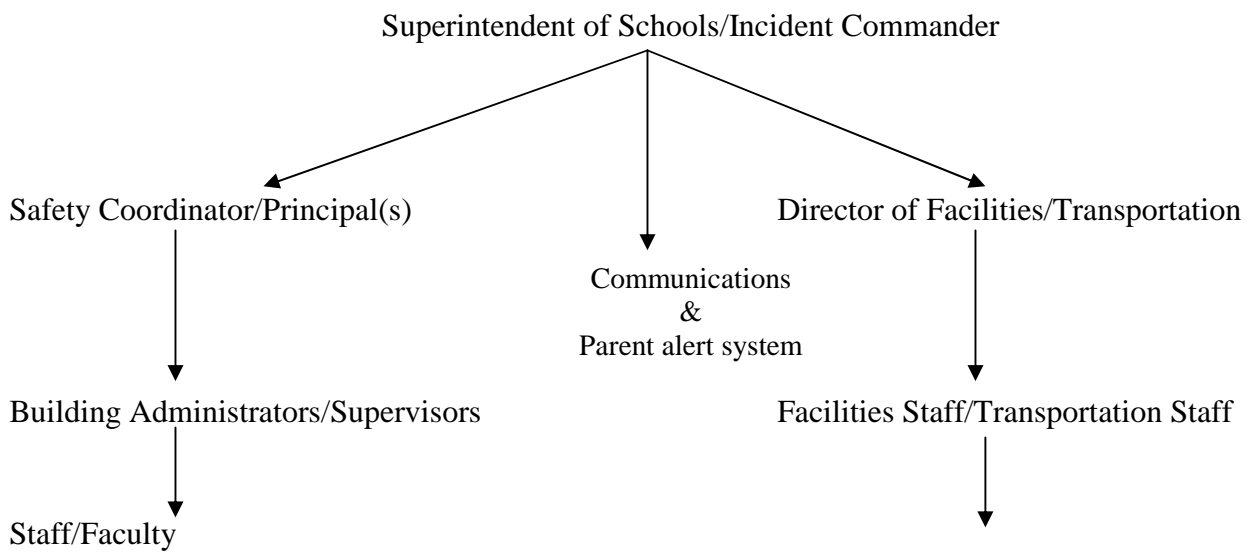 Superintendent of Schools/Incident Commander
Safety Coordinator/Principal(s)
Director of Facilities/Transportation
Communications
&
Parent alert system
Building Administrators/Supervisors
Facilities Staff/Transportation Staff
Staff/Faculty